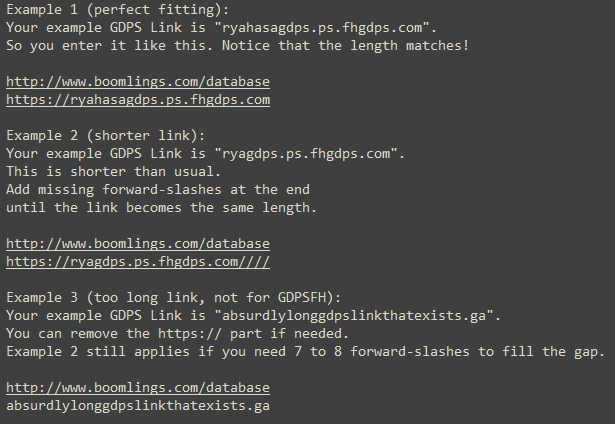 Example 1 (perfect fitting):
Your example GDPS Link is "ryahasagdps.ps.fhgdps.com".
So you enter it like this. Notice that the length matches!
http://www.boomlings.com/database
https://ryahasagdps.ps.fhgdps.com
Example 2 (shorter link):
Your example GDPS Link is "ryagdps.ps.fhgdps.com".
This is shorter than usual.
Add missing forward-slashes at the end
until the link becomes the same length.
http://www.boomlings.com/database
https://ryagdps.ps.fhgdps.com////
Example 3 (too long link, not for GDPSFH):
Your example GDPS Link is "absurdlylonggdpslinkthatexists.ga".
You can remove the https:// part if needed.
Example 2 still applies if you need 7 to 8 forward-slashes to fill the gap.
http://www.boomlings.com/database
absurdlylonggdpslinkthatexists.ga